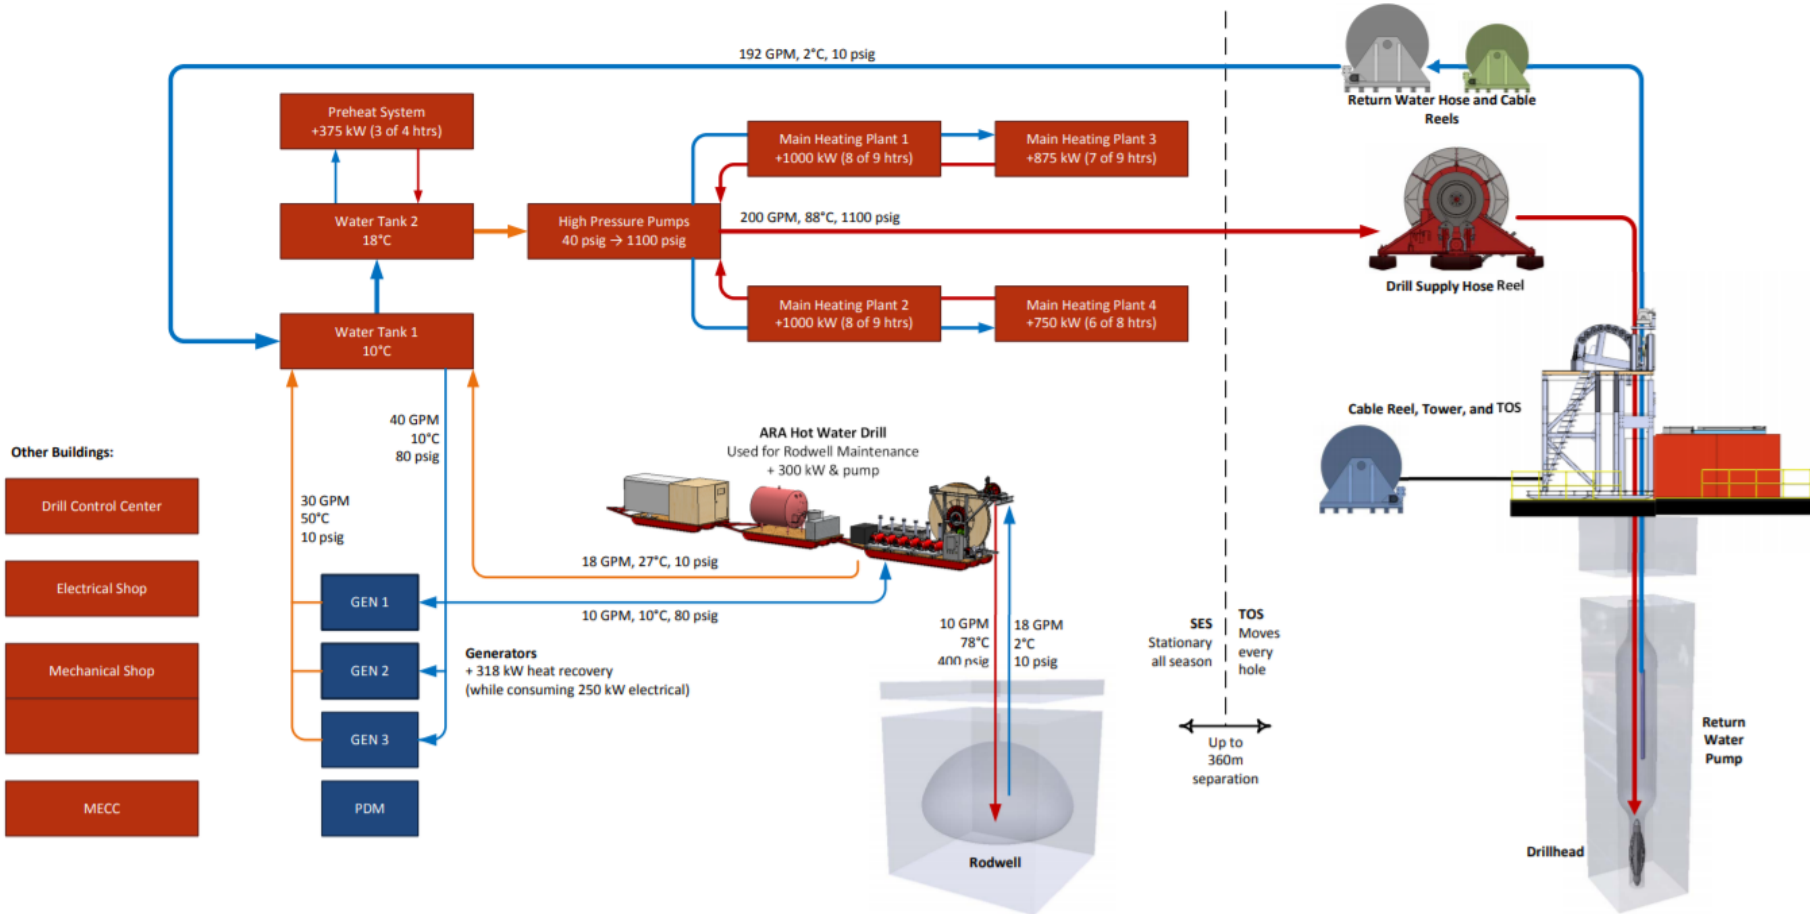 192 GPM, 2°C, 10 psig
Return Water Hose and Cable
Reels
Preheat System
+375 kW (3 of 4 htrs)
Main Heating Plant 1
+1000 kW (8 of 9 htrs)
Main Heating Plant 3
+875 kW (7 of 9 htrs)
Water Tank 2
18°C
High Pressure Pumps
40 psig → 1100 psig
200 GPM, 88°C, 1100 psig
Drill Supply Hose Reel
Main Heating Plant 2
+1000 kW (8 of 9 htrs)
Main Heating Plant 4
+750 kW (6 of 8 htrs)
Water Tank 1
10°C
40 GPM
10°C
80 psig
Cable Reel, Tower, and TOS
ARA Hot Water Drill
Used for Rodwell Maintenance
+ 300 kW & pump
Other Buildings:
Drill Control Center
Electrical Shop
Mechanical Shop
MECC
30 GPM
50°C
10 psig
18 GPM, 27°C, 10 psig
GEN 1
10 GPM, 10°C, 80 psig
GEN 2
GEN 3
PDM
Generators
+ 318 kW heat recovery
(while consuming 250 kW electrical)
10 GPM
78°C
400 psig
18 GPM
2°C
10 psig
SES
Stationary
all season
TOS
Moves
every
hole
Up to
360m
separation
Rodwell
Return
Water
Pump
Drillhead